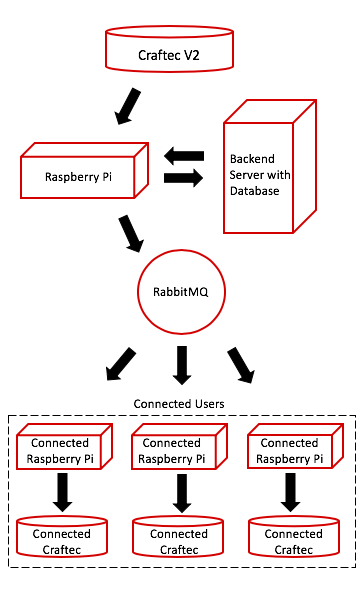 Craftec V2
Raspberry Pi
Backend
Server with
Database
RabbitMQ
Connected Users
Connected
Raspberry Pi
Connected
Raspberry Pi
Connected
Raspberry Pi
Connected
Craftec
Connected
Craftec
Connected
Craftec